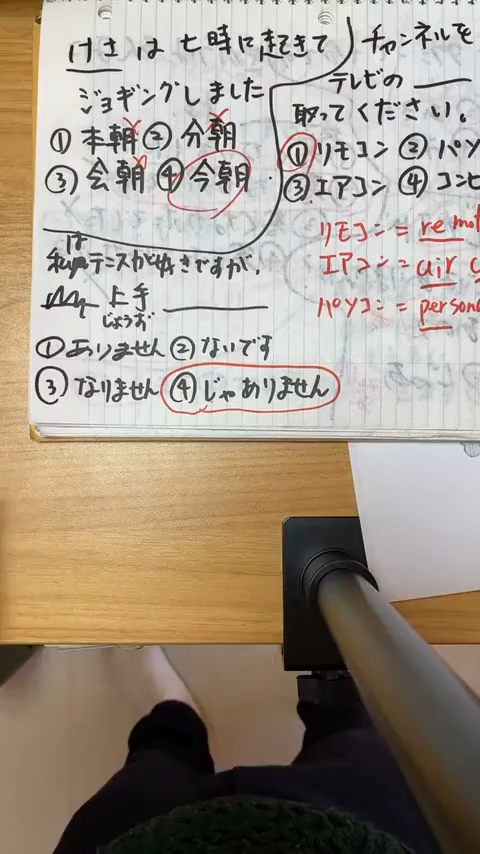 けさは七時に起きて
ジョギングしました
① 本朝 ② 分朝
③ 会朝 ④ 今朝
チャンネルを
テレビの ____
取ってください。
① リモコン ② パソ
③ エアコン ④ コンビ
リモコン = remot
エアコン = air c
パソコン = persona
は
私テニスが好きですが、
上手 ____
じょうず
① ありません ② ないです
③ なりません ④ じゃありません